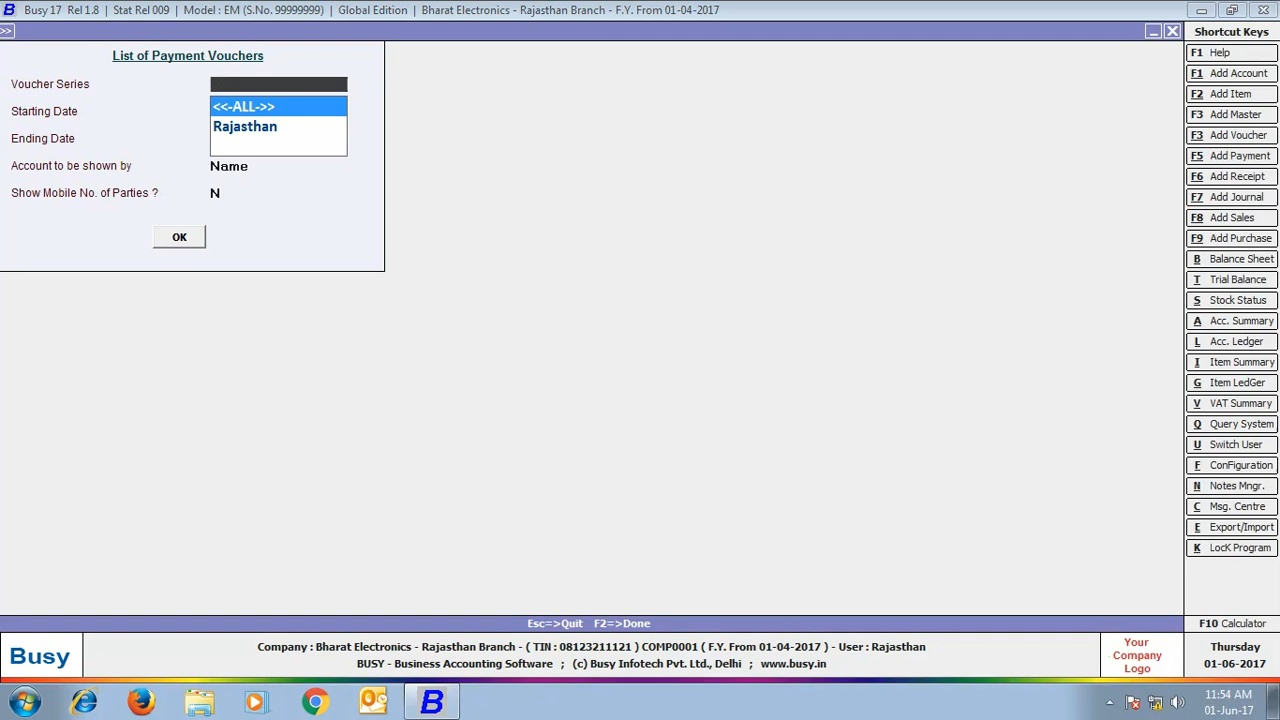 Busy 17 Rel 1.8 | Stat Rel 009 | Model : EM (S.No. 99999999) | Global Edition | Bharat Electronics - Rajasthan Branch - F.Y. From 01-04-2017
>>
Shortcut Keys
List of Payment Vouchers
Voucher Series
<<-ALL->>
Rajasthan
Starting Date
Ending Date
Account to be shown by Name
Show Mobile No. of Parties ? N
OK
F1 Help
F1 Add Account
F2 Add Item
F3 Add Master
F3 Add Voucher
F5 Add Payment
F6 Add Receipt
F7 Add Journal
F8 Add Sales
F9 Add Purchase
B Balance Sheet
T Trial Balance
S Stock Status
A Acc. Summary
L Acc. Ledger
I Item Summary
G Item LedGer
V VAT Summary
Q Query System
U Switch User
F ConFiguration
N Notes Mngr.
C Msg. Centre
E Export/Import
K LocK Program
Esc=>Quit F2=>Done
F10 Calculator
Busy
Company : Bharat Electronics - Rajasthan Branch - ( TIN : 08123211121 ) COMP0001 ( F.Y. From 01-04-2017 ) - User : Rajasthan
BUSY - Business Accounting Software ; (c) Busy Infotech Pvt. Ltd., Delhi ; www.busy.in
Your
Company
Logo
Thursday
01-06-2017
11:54 AM
01-Jun-17